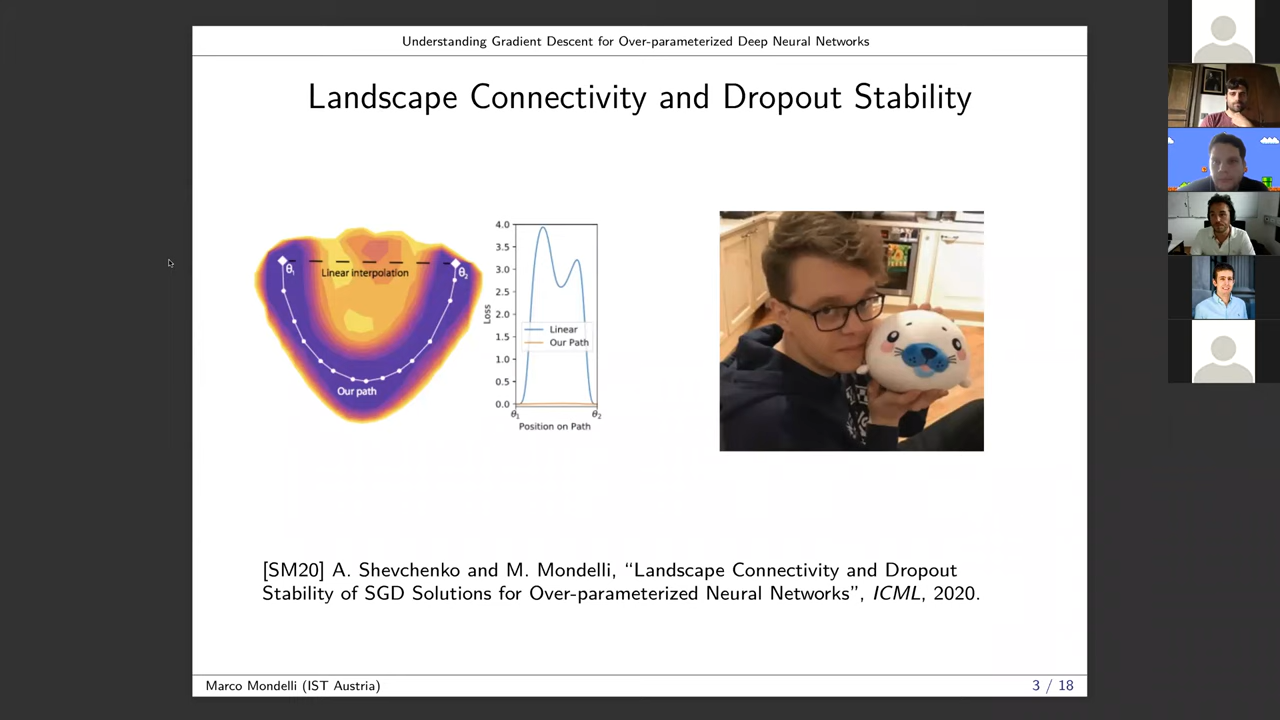 Understanding Gradient Descent for Over-parameterized Deep Neural Networks
Landscape Connectivity and Dropout Stability
θ1
Linear interpolation
θ2
Our path
4.0
3.5
3.0
2.5
2.0
1.5
1.0
0.5
0.0
Loss
Linear
Our Path
θ1
θ2
Position on Path
[SM20] A. Shevchenko and M. Mondelli, “Landscape Connectivity and Dropout
Stability of SGD Solutions for Over-parameterized Neural Networks”, ICML, 2020.
Marco Mondelli (IST Austria)
3 / 18